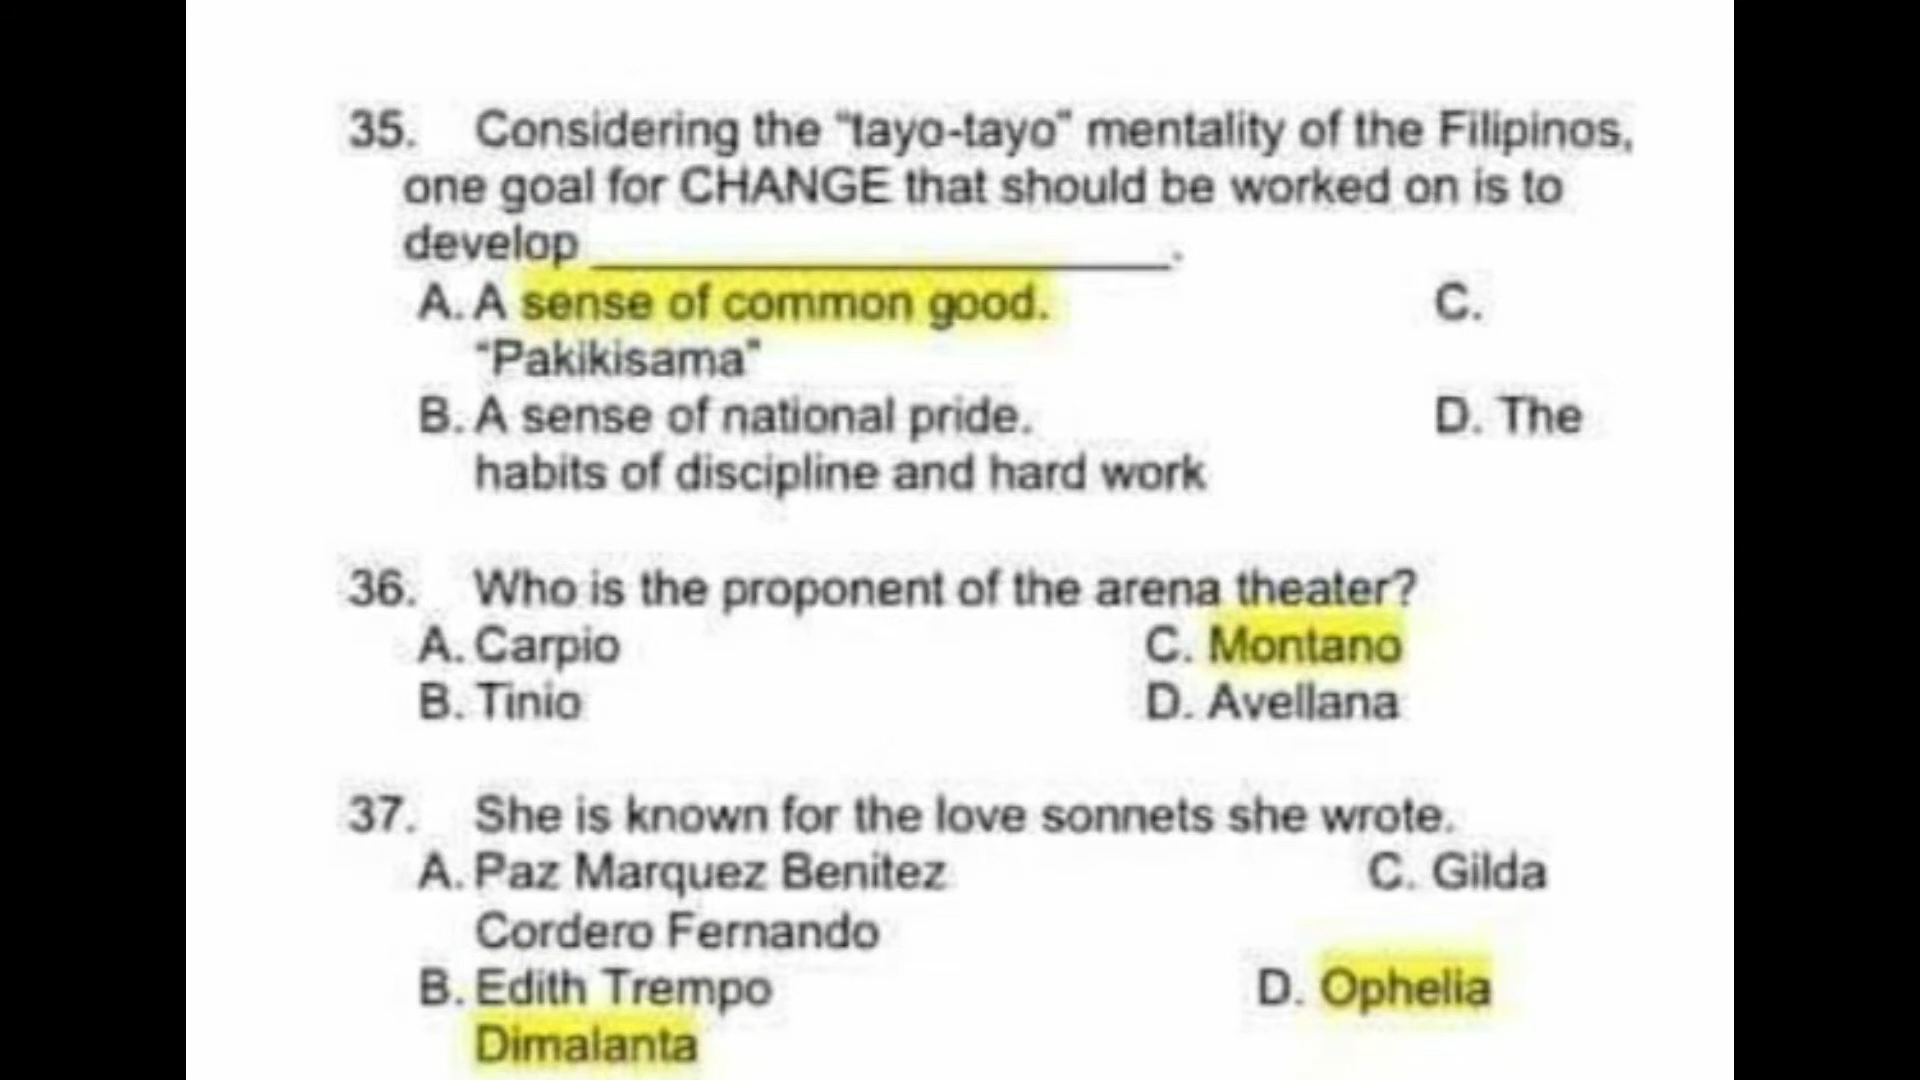 35. Considering the "tayo-tayo" mentality of the Filipinos,
one goal for CHANGE that should be worked on is to
develop ______________________.
A. A sense of common good. C.
"Pakikisama"
B. A sense of national pride. D. The
habits of discipline and hard work
36. Who is the proponent of the arena theater?
A. Carpio C. Montano
B. Tinio D. Avellana
37. She is known for the love sonnets she wrote.
A. Paz Marquez Benitez C. Gilda
Cordero Fernando
B. Edith Trempo D. Ophelia
Dimalanta